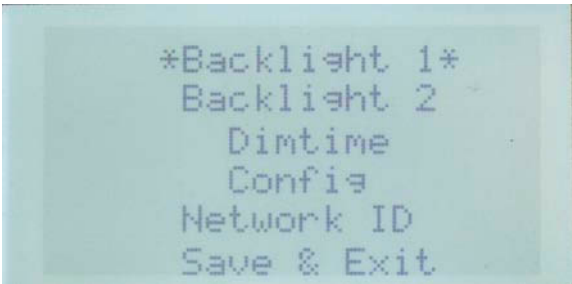 *Backlight 1*
Backlight 2
Dimtime
Config
Network ID
Save & Exit